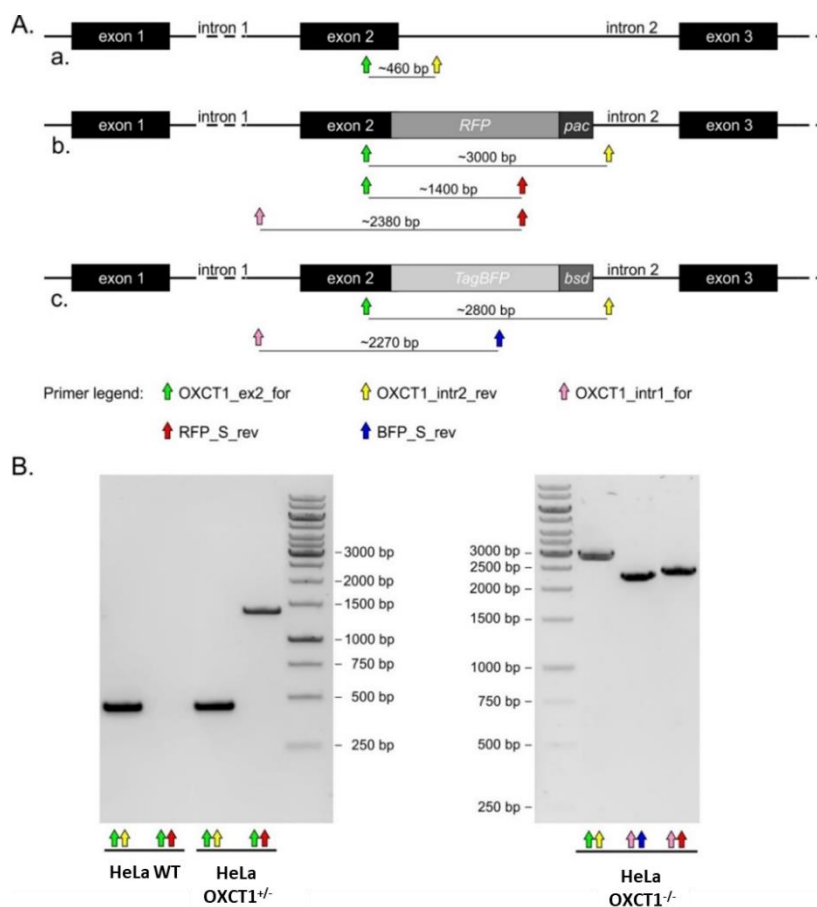 A.
exon 1 intron 1 exon 2 intron 2 exon 3
a.
~460 bp
intron 1 intron 2
exon 1 exon 2 RFP pac exon 3
b.
~3000 bp
~1400 bp
~2380 bp
intron 1 intron 2
exon 1 exon 2 TagBFP bsd exon 3
c.
~2800 bp
~2270 bp
Primer legend: OXCT1_ex2_for OXCT1_intr2_rev OXCT1_intr1_for
RFP_S_rev BFP_S_rev
B.
3000 bp
2000 bp
1500 bp
1000 bp
750 bp
500 bp
250 bp
HeLa WT
HeLa
OXCT1+/-
3000 bp
2500 bp
2000 bp
1500 bp
1000 bp
750 bp
500 bp
250 bp
HeLa
OXCT1-/-